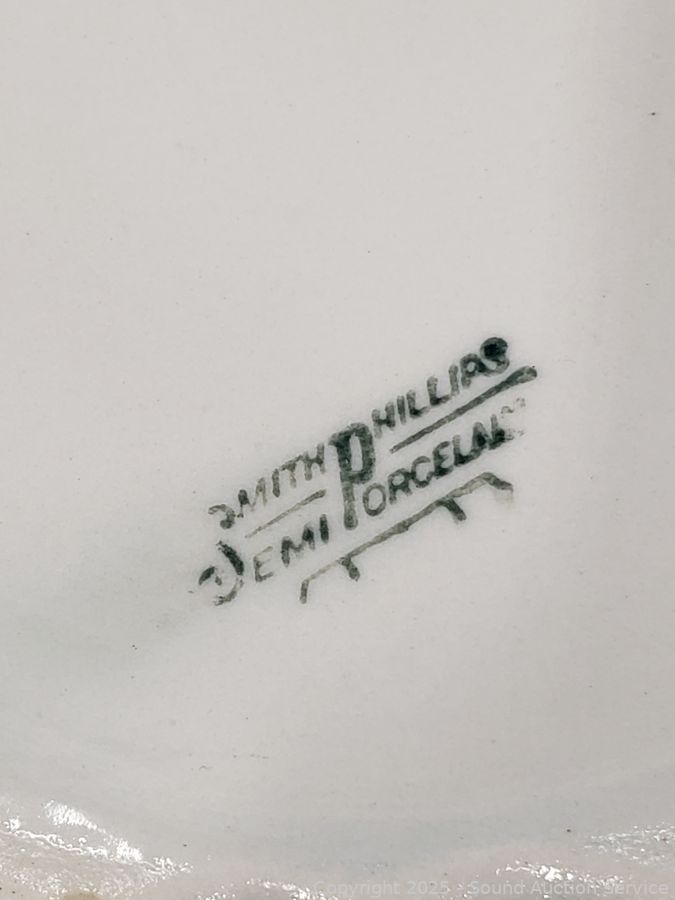 SMITH PHILLIPS
SEMI PORCELAIN
Copyright 2025 - Sound Auction Service